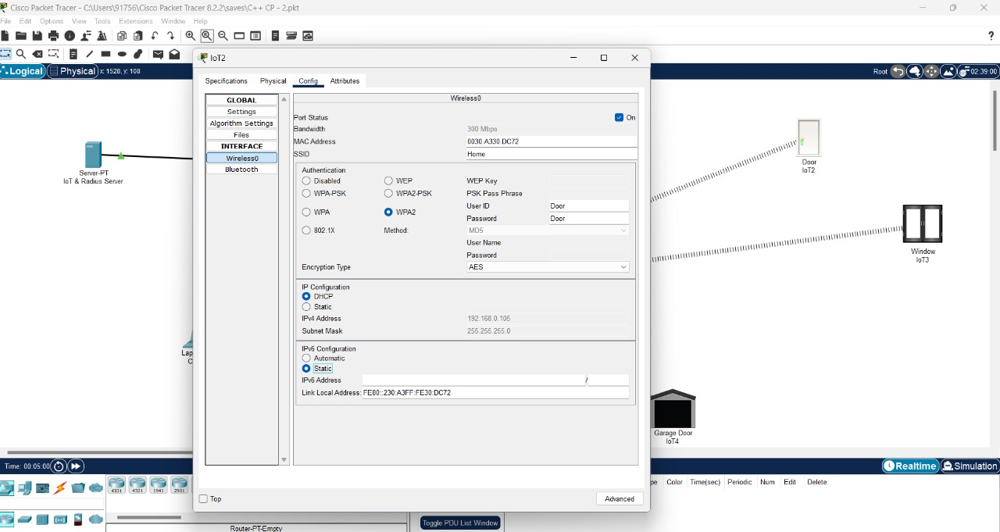 Cisco Packet Tracer - C:\Users\91756\Cisco Packet Tracer 8.2.2\saves\C++ CP - 2.pkt
File Edit Options View Tools Extensions Window Help
?
Logical Physical x: 1528, y: 108
Root 02:39:00
IoT2
Specifications Physical Config Attributes
GLOBAL
Settings
Algorithm Settings
Files
INTERFACE
Wireless0
Bluetooth
Wireless0
Port Status On
Bandwidth 300 Mbps
MAC Address 0030.A330.DC72
SSID Home
Authentication
Disabled WEP WEP Key
WPA-PSK WPA2-PSK PSK Pass Phrase
User ID Door
WPA WPA2
Password Door
802.1X Method: MD5
User Name
Password
Encryption Type AES
IP Configuration
DHCP
Static
IPv4 Address 192.168.0.105
Subnet Mask 255.255.255.0
IPv6 Configuration
Automatic
Static
IPv6 Address /
Link Local Address: FE80::230:A3FF:FE30:DC72
Top Advanced
Server-PT
IoT & Radius Server
Lap
C
Door
IoT2
Window
IoT3
Garage Door
IoT4
Time: 00:05:00
Realtime Simulation
4331 4321 1941 2901
Router-PT-Empty
pe Color Time(sec) Periodic Num Edit Delete
Toggle PDU List Window